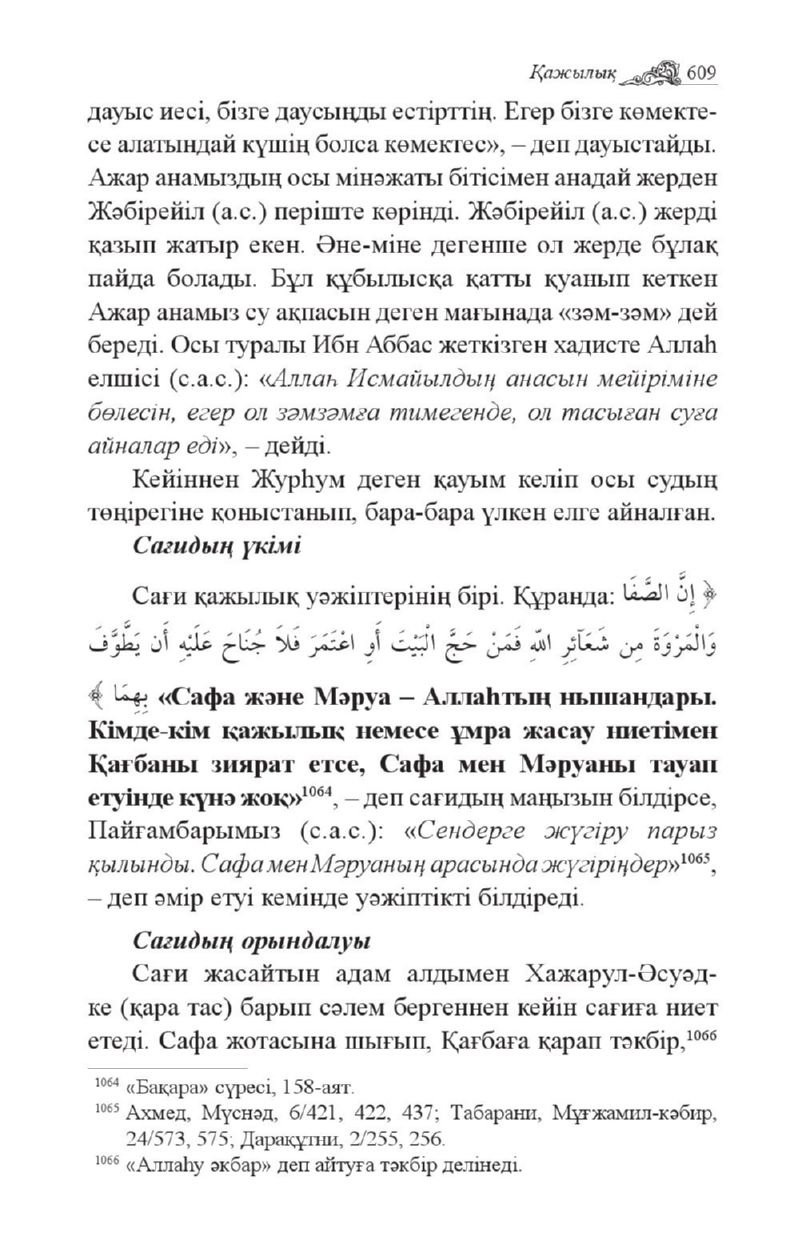 Қажылық 609
дауыс иесі, бізге даусыңды естірттің. Егер бізге көмекте-
се алатындай күшің болса көмектес», – деп дауыстайды.
Ажар анамыздың осы мінәжаты бітісімен анадай жерден
Жәбірейіл (а.с.) періште көрінді. Жәбірейіл (а.с.) жерді
қазып жатыр екен. Әне-міне дегенше ол жерде бұлақ
пайда болады. Бұл құбылысқа қатты қуанып кеткен
Ажар анамыз су ақпасын деген мағынада «зәм-зәм» дей
береді. Осы туралы Ибн Аббас жеткізген хадисте Аллаһ
елшісі (с.а.с.): «Аллаһ Исмайылдың анасын мейіріміне
бөлесін, егер ол зәмзәмға тимегенде, ол тасыған суға
айналар еді», – дейді.
Кейіннен Журһум деген қауым келіп осы судың
төңірегіне қоныстанып, бара-бара үлкен елге айналған.
Сағидың үкімі
Сағи қажылық уәжіптерінің бірі. Құранда: ﴿ إِنَّ الصَّفَا
وَالْمَرْوَةَ مِن شَعَآئِرِ اللّهِ فَمَنْ حَجَّ الْبَيْتَ أَوِ اعْتَمَرَ فَلاَ جُنَاحَ عَلَيْهِ أَن يَطَّوَّفَ
بِهِمَا ﴾ «Сафа және Мәруа – Аллаһтың нышандары.
Кімде-кім қажылық немесе ұмра жасау ниетімен
Қағбаны зиярат етсе, Сафа мен Мәруаны тауап
етуінде күнә жоқ»¹⁰⁶⁴, – деп сағидың маңызын білдірсе,
Пайғамбарымыз (с.а.с.): «Сендерге жүгіру парыз
қылынды. Сафа мен Мәруаның арасында жүгіріңдер»¹⁰⁶⁵,
– деп әмір етуі кемінде уәжіптікті білдіреді.
Сағидың орындалуы
Сағи жасайтын адам алдымен Хажарул-Әсуәд-
ке (қара тас) барып сәлем бергеннен кейін сағиға ниет
етеді. Сафа жотасына шығып, Қағбаға қарап тәкбір,¹⁰⁶⁶
¹⁰⁶⁴ «Бақара» сүресі, 158-аят.
¹⁰⁶⁵ Ахмед, Мүснәд, 6/421, 422, 437; Табарани, Мұғжамил-кәбир,
24/573, 575; Дарақұтни, 2/255, 256.
¹⁰⁶⁶ «Аллаһу әкбар» деп айтуға тәкбір делінеді.